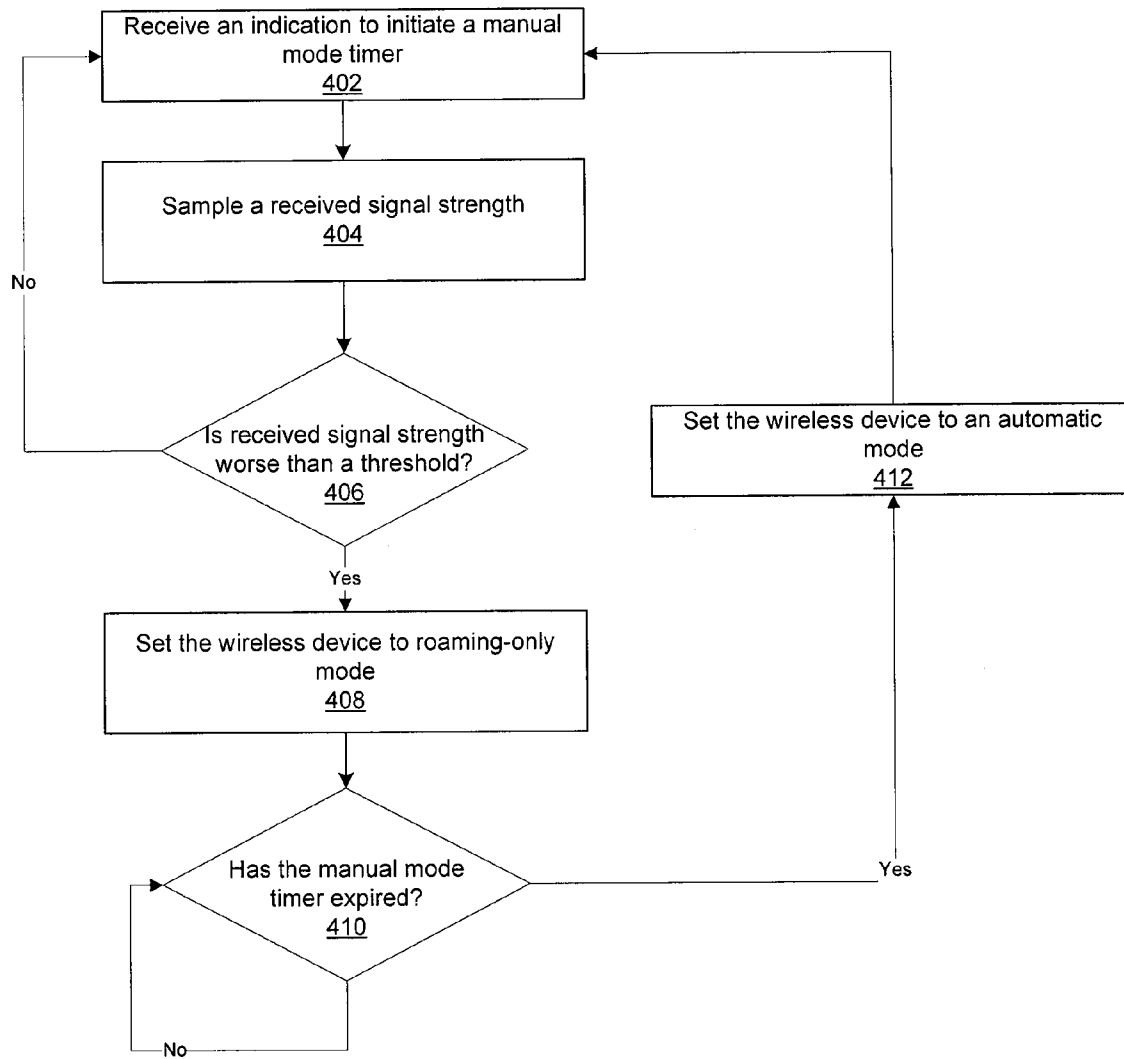 Receive an indication to initiate a manual
mode timer
402
Sample a received signal strength
404
No
Is received signal strength
worse than a threshold?
406
Set the wireless device to an automatic
mode
412
Yes
Set the wireless device to roaming-only
mode
408
Has the manual mode
timer expired?
410
Yes
No